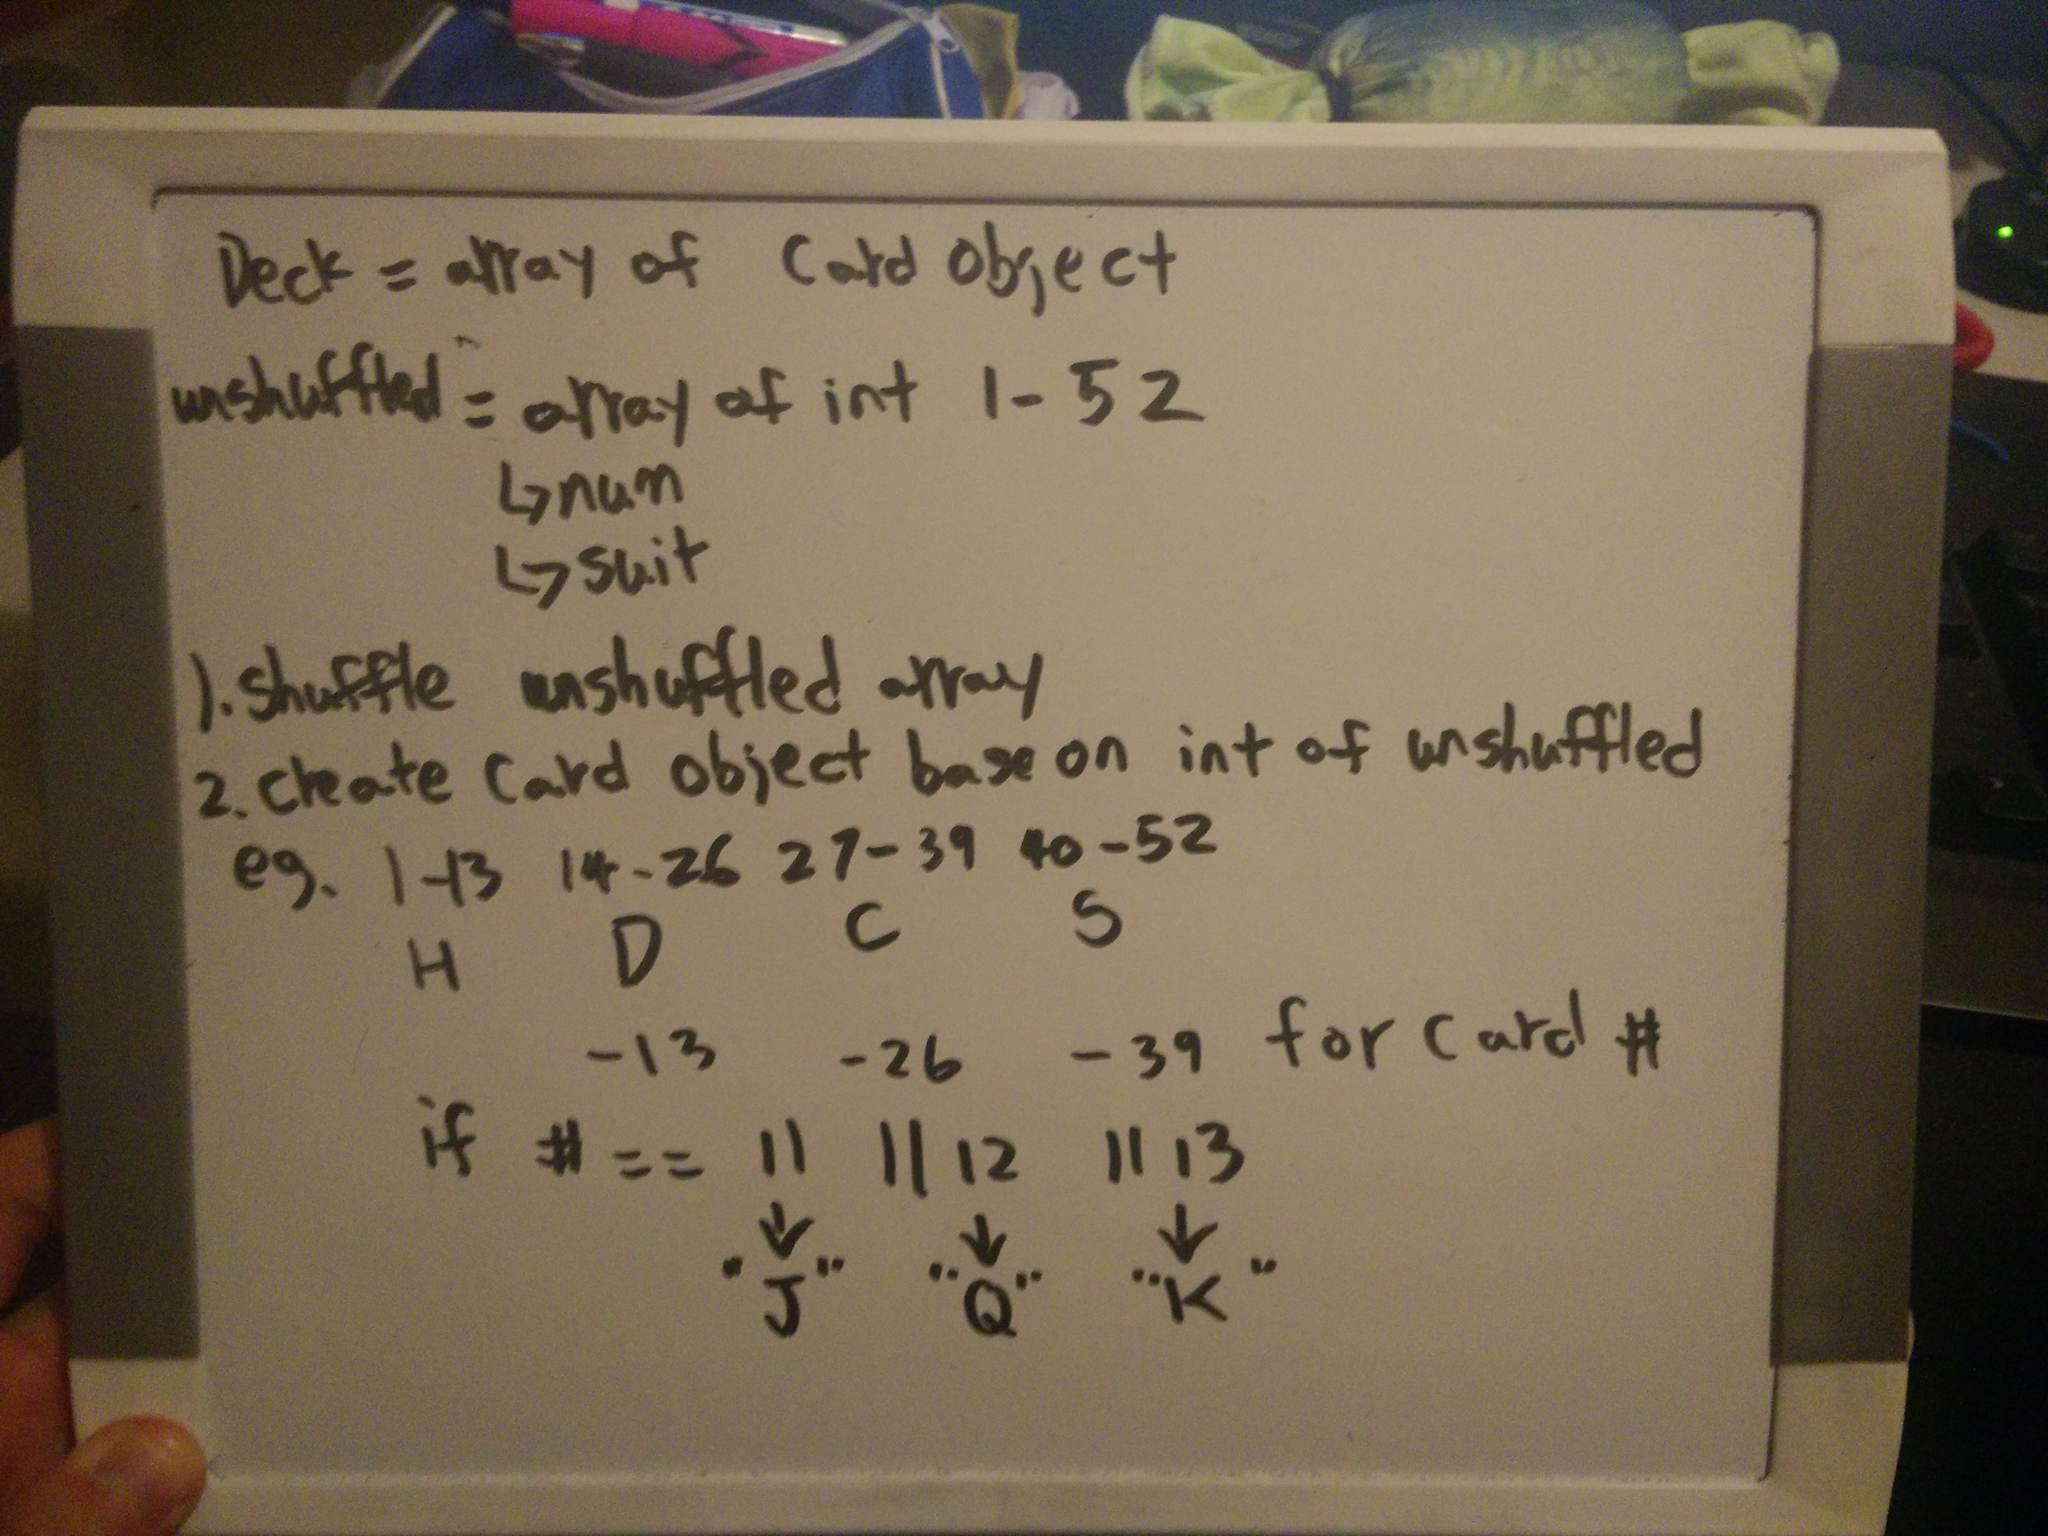 Deck = array of Card Object
unshuffled = array of int 1-52
↳ num
↳ suit
1. Shuffle unshuffled array
2. Create Card object base on int of unshuffled
eg. 1-13 14-26 27-39 40-52
H D C S
-13 -26 -39 for Card #
if # == 11 || 12 || 13
↓ ↓ ↓
"J" "Q" "K"